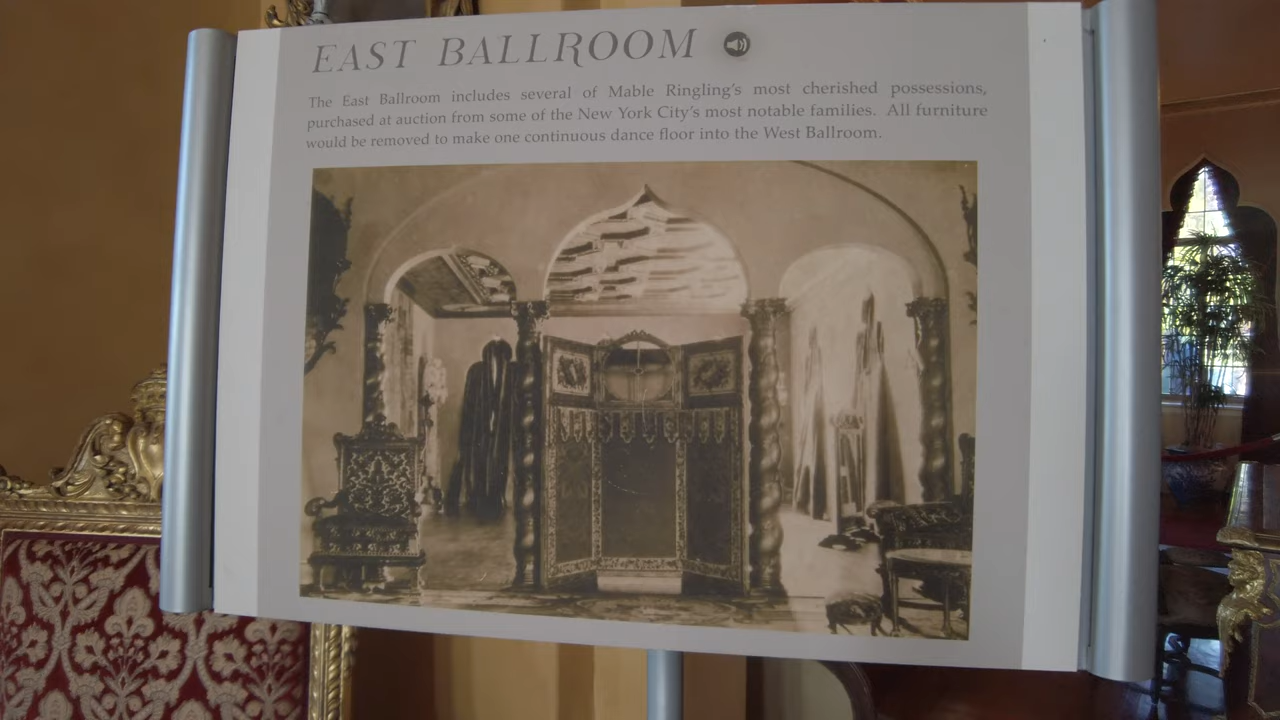 EAST BALLROOM
The East Ballroom includes several of Mable Ringling's most cherished possessions,
purchased at auction from some of the New York City's most notable families. All furniture
would be removed to make one continuous dance floor into the West Ballroom.